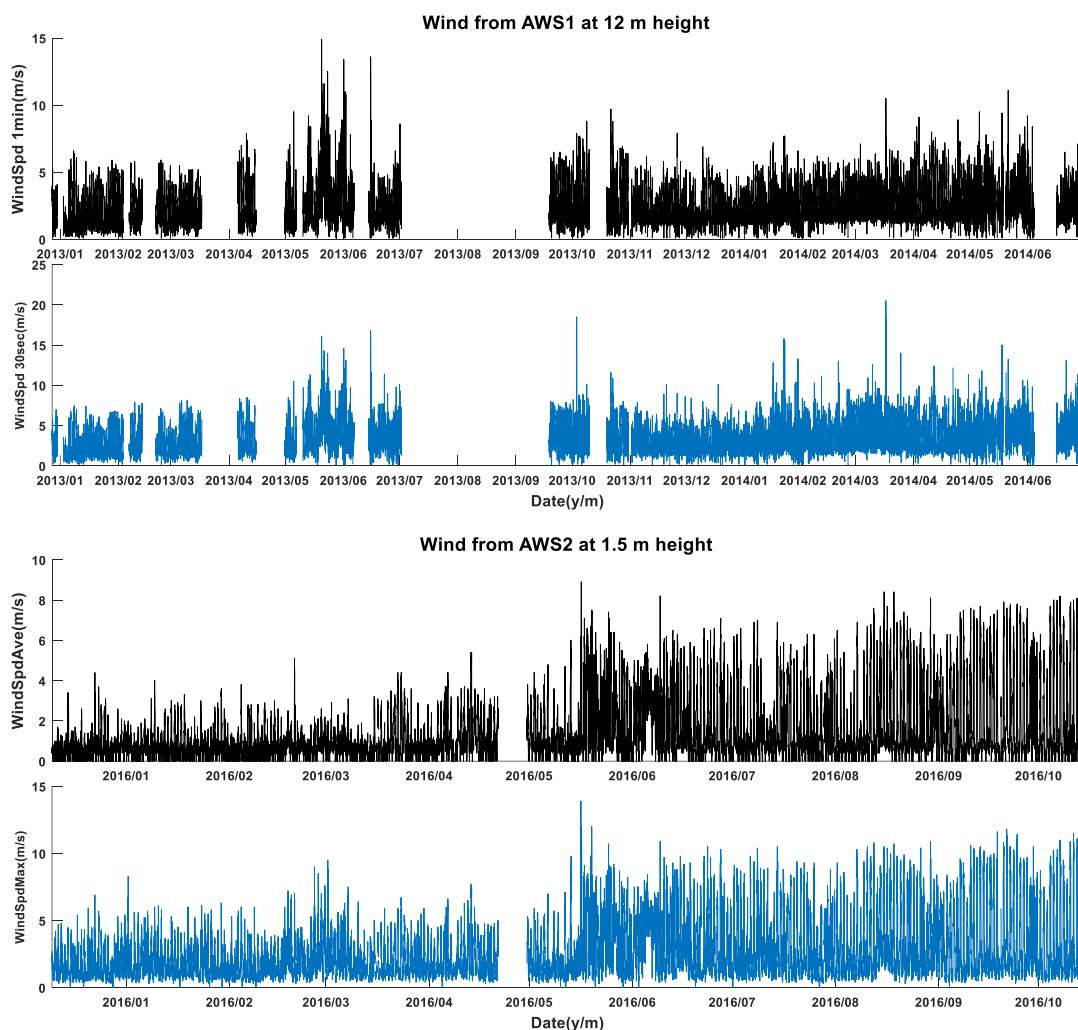 Wind from AWS1 at 12 m height
WindSpd 1min(m/s)
15
10
5
0
2013/01 2013/02 2013/03 2013/04 2013/05 2013/06 2013/07 2013/08 2013/09 2013/10 2013/11 2013/12 2014/01 2014/02 2014/03 2014/04 2014/05 2014/06
WindSpd 30sec(m/s)
25
20
15
10
5
0
2013/01 2013/02 2013/03 2013/04 2013/05 2013/06 2013/07 2013/08 2013/09 2013/10 2013/11 2013/12 2014/01 2014/02 2014/03 2014/04 2014/05 2014/06
Date(y/m)
Wind from AWS2 at 1.5 m height
WindSpdAve(m/s)
10
8
6
4
2
0
2016/01 2016/02 2016/03 2016/04 2016/05 2016/06 2016/07 2016/08 2016/09 2016/10
WindSpdMax(m/s)
15
10
5
0
2016/01 2016/02 2016/03 2016/04 2016/05 2016/06 2016/07 2016/08 2016/09 2016/10
Date(y/m)